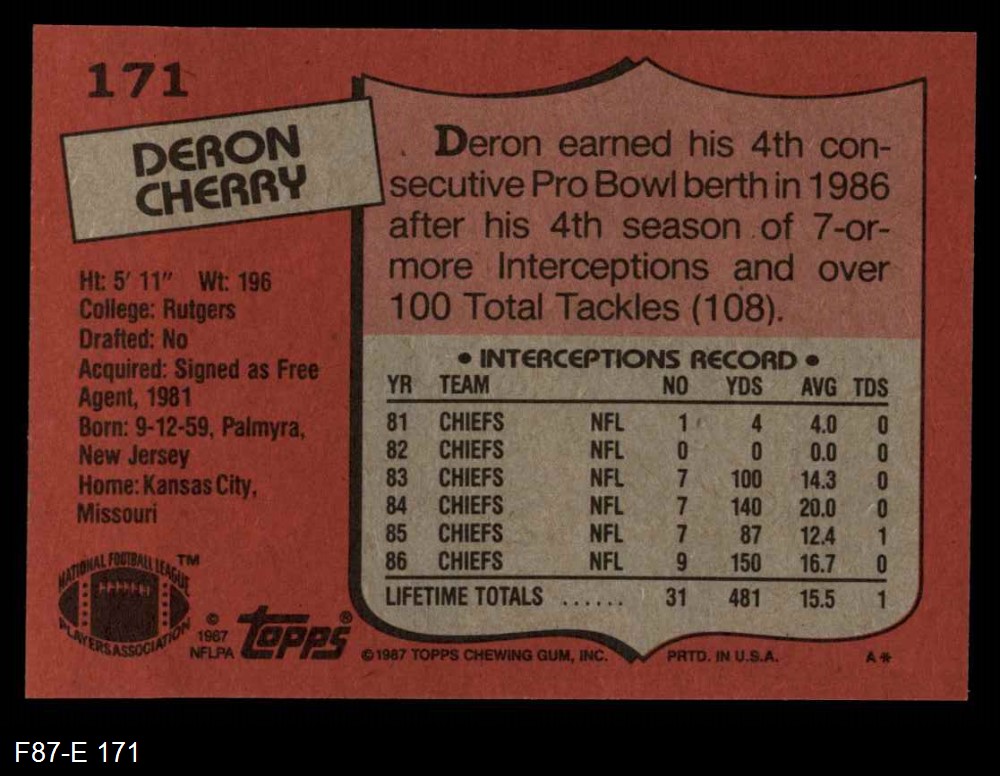 171
DERON
CHERRY
Ht: 5' 11" Wt: 196
College: Rutgers
Drafted: No
Acquired: Signed as Free
Agent, 1981
Born: 9-12-59, Palmyra,
New Jersey
Home: Kansas City,
Missouri
NATIONAL FOOTBALL LEAGUE
PLAYERS ASSOCIATION
TM
© 1987
NFLPA
topps®
Deron earned his 4th con-
secutive Pro Bowl berth in 1986
after his 4th season of 7-or-
more Interceptions and over
100 Total Tackles (108).
• INTERCEPTIONS RECORD •
YR TEAM NO YDS AVG TDS
81 CHIEFS NFL 1 4 4.0 0
82 CHIEFS NFL 0 0 0.0 0
83 CHIEFS NFL 7 100 14.3 0
84 CHIEFS NFL 7 140 20.0 0
85 CHIEFS NFL 7 87 12.4 1
86 CHIEFS NFL 9 150 16.7 0
LIFETIME TOTALS ...... 31 481 15.5 1
© 1987 TOPPS CHEWING GUM, INC. PRTD. IN U.S.A. A*
F87-E 171